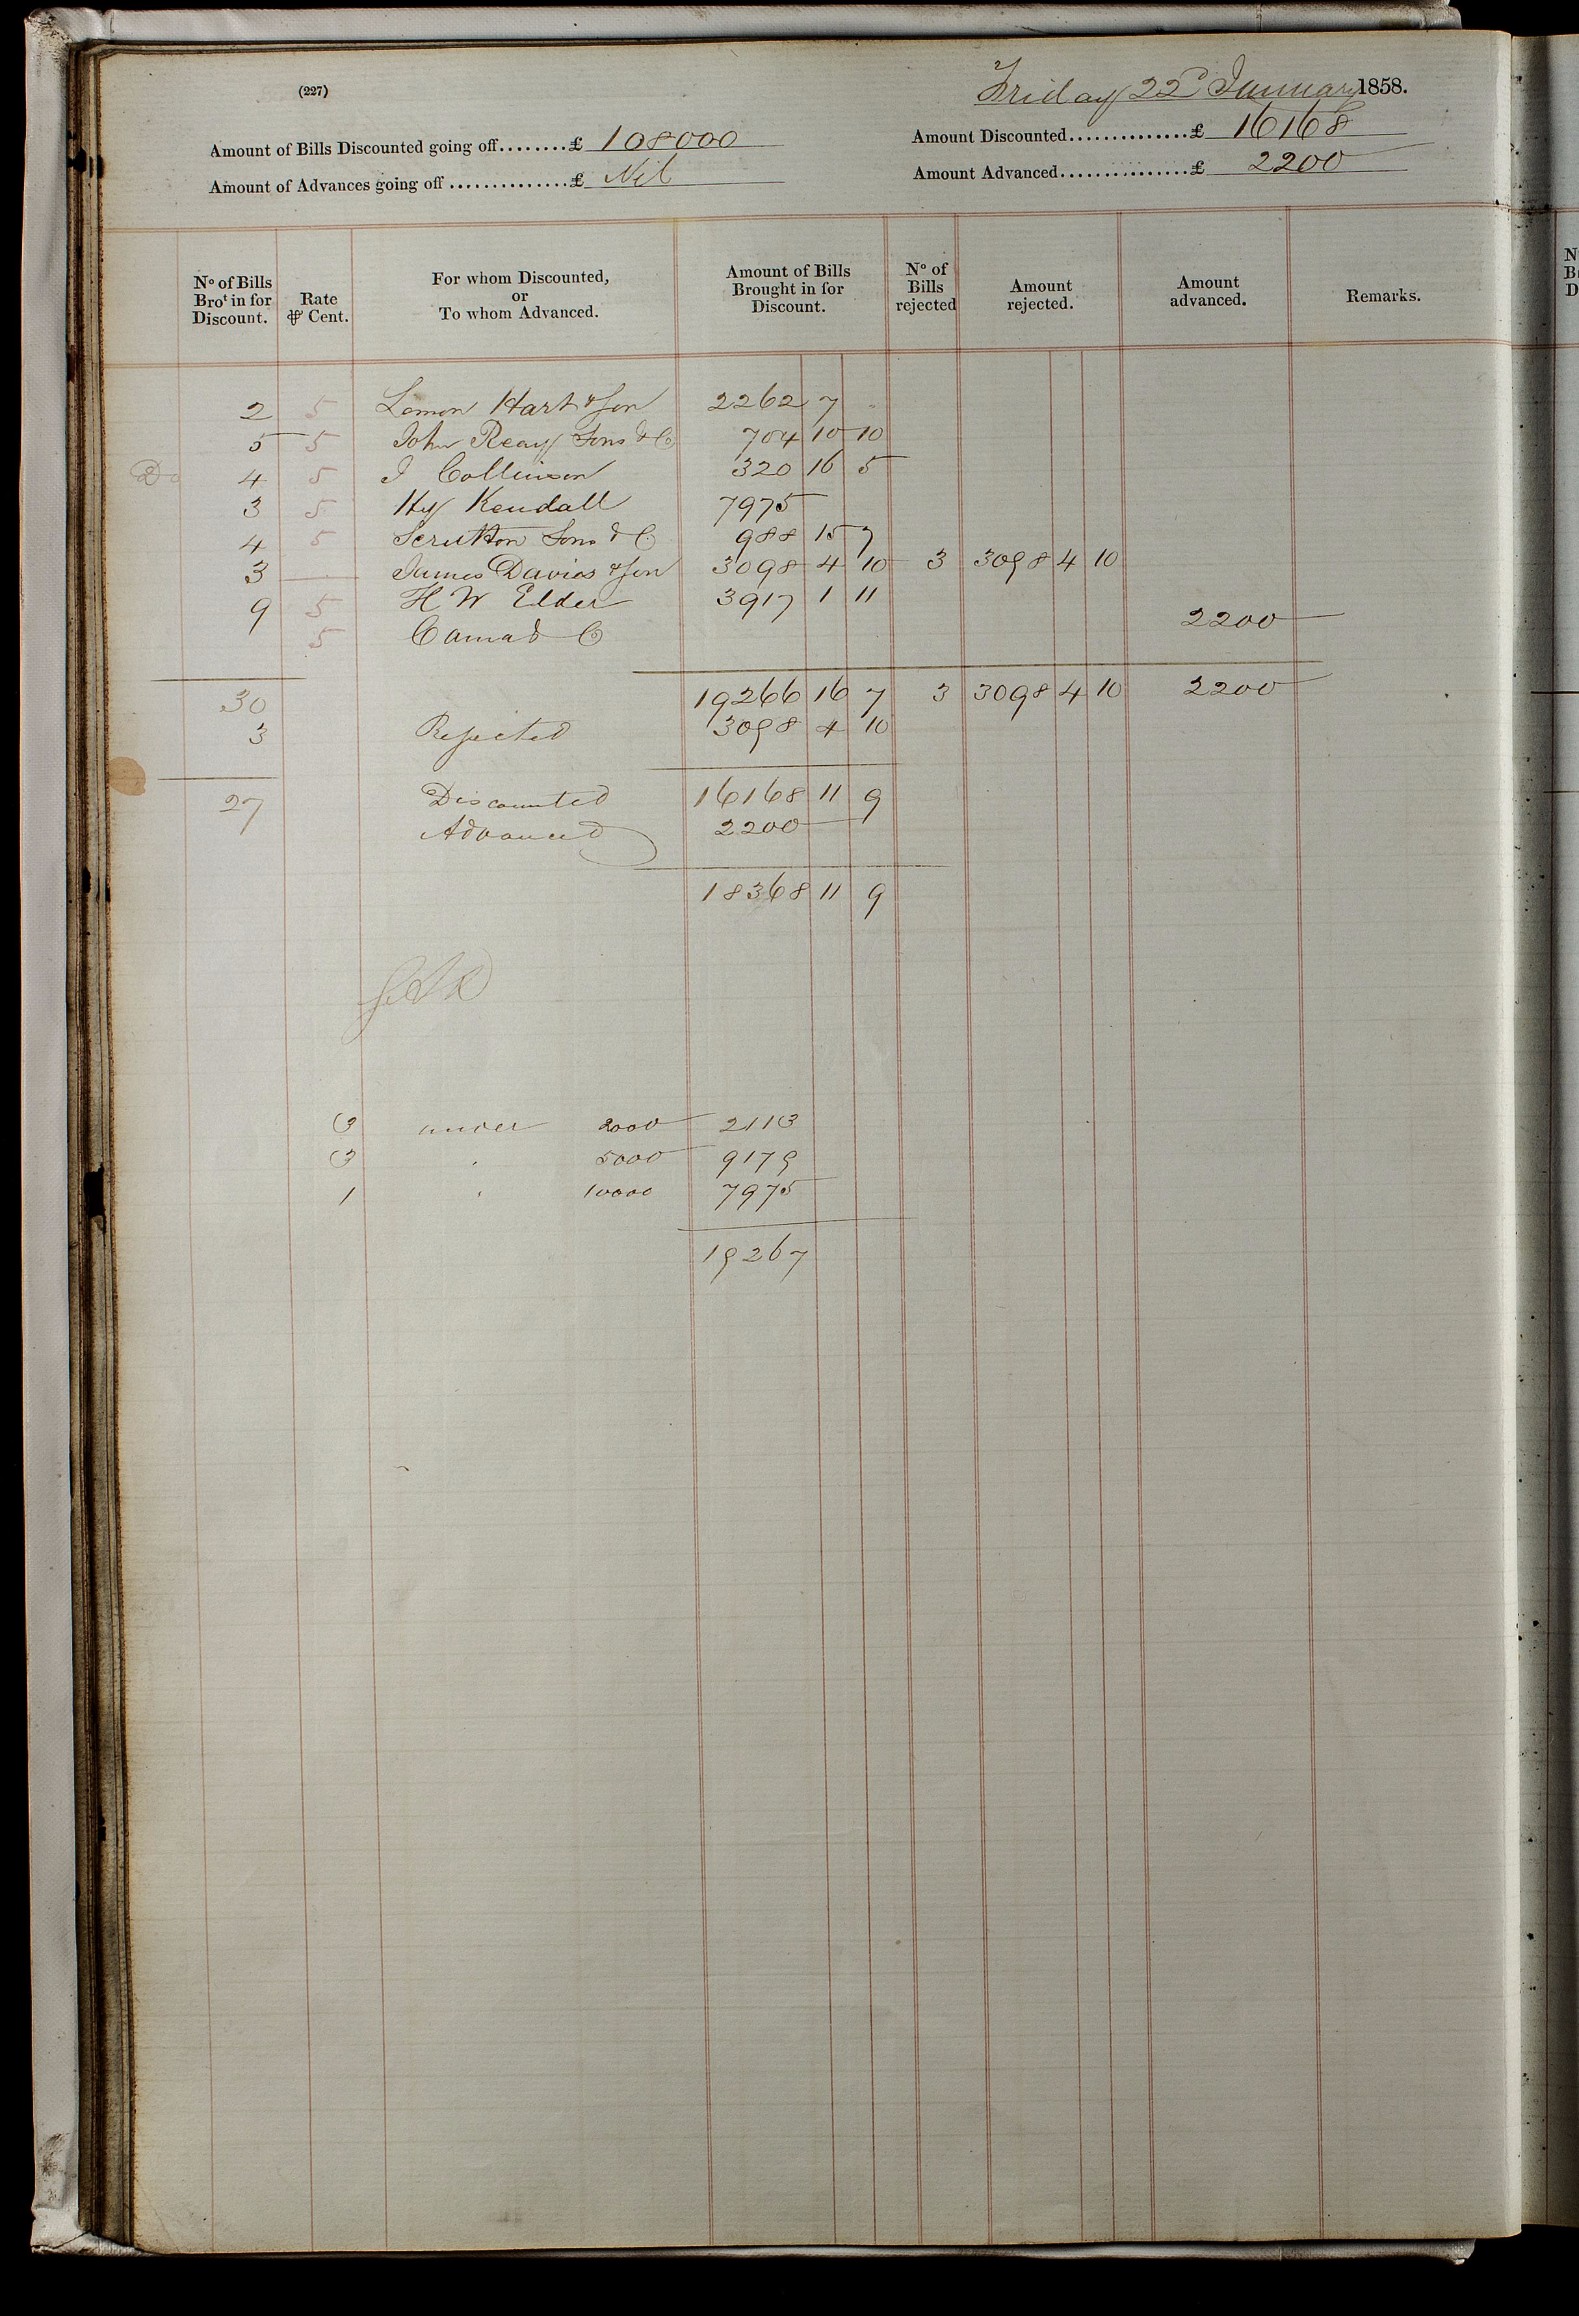 (227)
Friday 22d January 1858.
Amount of Bills Discounted going off........£ 108000
Amount Discounted..............£ 16168
Amount of Advances going off..............£ Nil
Amount Advanced...............£ 2200
No of Bills Brot in for Discount. Rate ⅌ Cent. For whom Discounted, or To whom Advanced. Amount of Bills Brought in for Discount. No of Bills rejected Amount rejected. Amount advanced. Remarks.
2 5 Lemon Hart & Son 2262 7 -
5 5 John Reay Sons & Co 704 10 10
Do 4 5 J Collinson 320 16 5
3 5 Hy Kendall 7975
4 5 Scrutton Sons & Co 988 15 7
3 — James Davies & Son 3098 4 10 3 3098 4 10
9 5 H W Elder 3917 1 11
5 Cama & Co 2200
30 19266 16 7 3 3098 4 10 2200
3 Rejected 3098 4 10
27 Discounted 16168 11 9
Advanced 2200
18368 11 9
3 under 2000 2113
3 " 5000 9179
1 " 10000 7975
19267